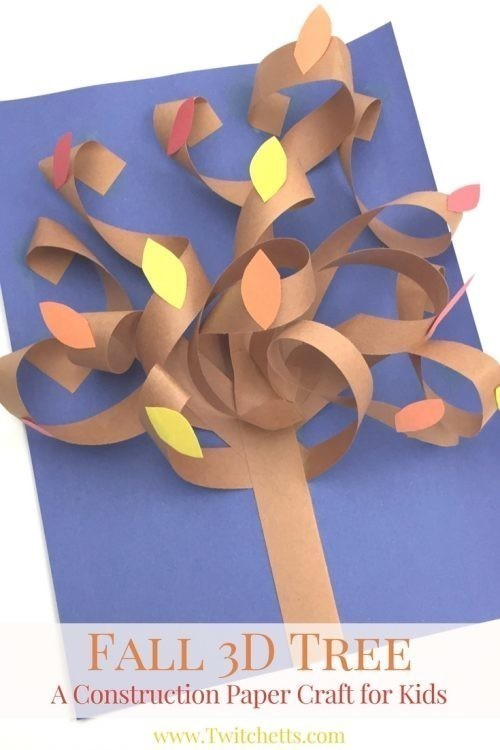 Fall 3D Tree
A Construction Paper Craft for Kids
www.Twitchetts.com